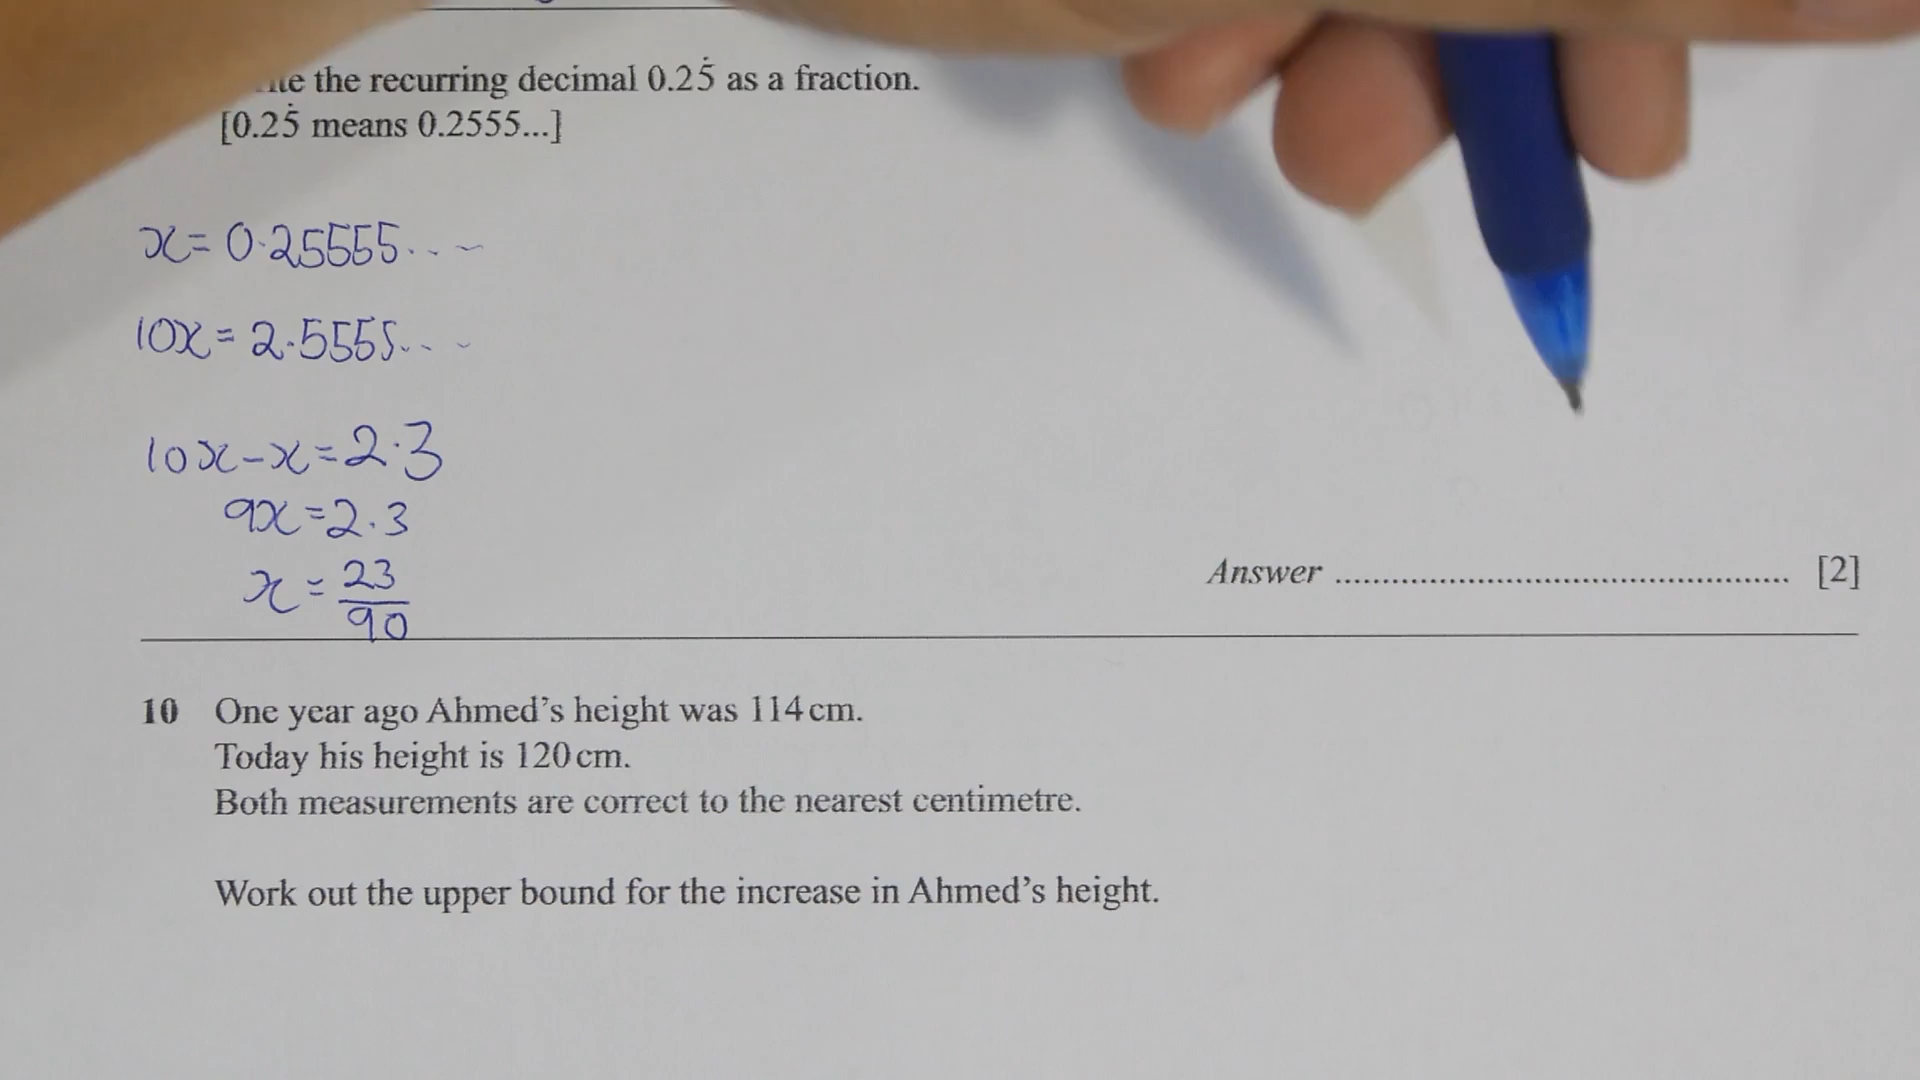 the recurring decimal 0.25̇ as a fraction.
[0.25̇ means 0.2555...]
x = 0.25555...
10x = 2.5555...
10x - x = 2.3
9x = 2.3
x = 23/90
Answer ................................................ [2]
10 One year ago Ahmed's height was 114 cm.
Today his height is 120 cm.
Both measurements are correct to the nearest centimetre.
Work out the upper bound for the increase in Ahmed's height.